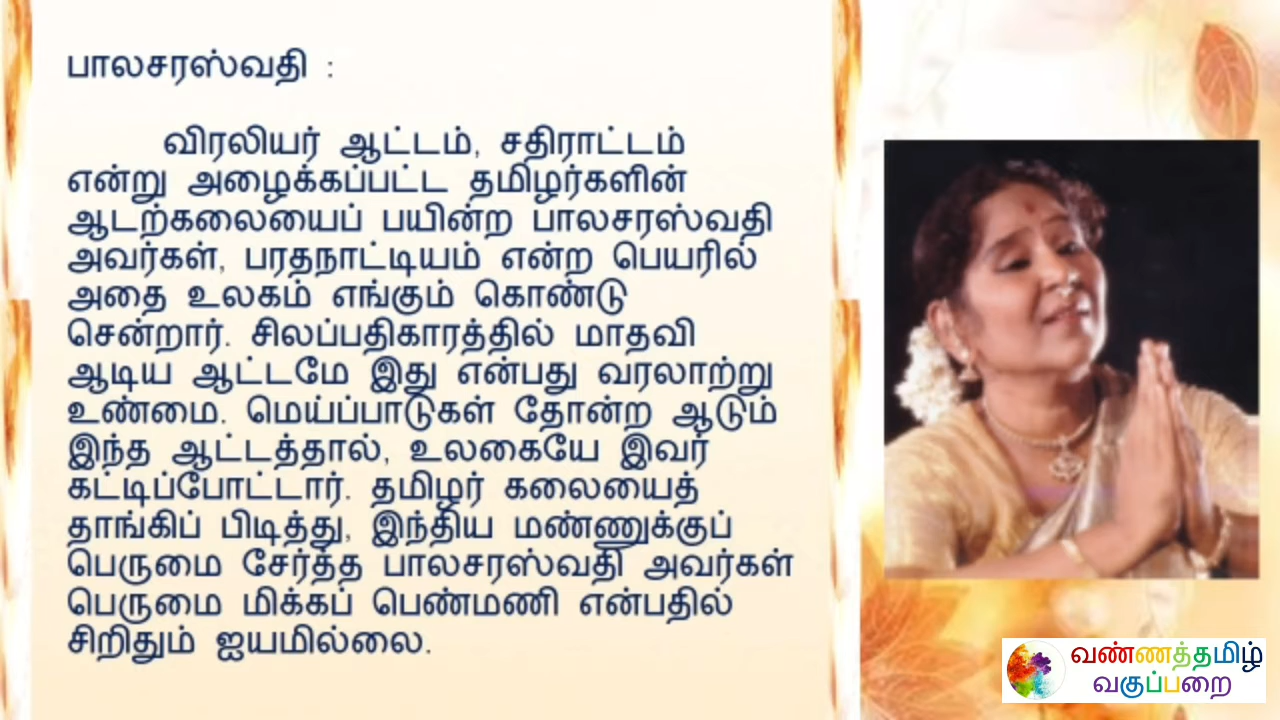 பாலசரஸ்வதி :
விரலியர் ஆட்டம், சதிராட்டம்
என்று அழைக்கப்பட்ட தமிழர்களின்
ஆடற்கலையைப் பயின்ற பாலசரஸ்வதி
அவர்கள், பரதநாட்டியம் என்ற பெயரில்
அதை உலகம் எங்கும் கொண்டு
சென்றார். சிலப்பதிகாரத்தில் மாதவி
ஆடிய ஆட்டமே இது என்பது வரலாற்று
உண்மை. மெய்ப்பாடுகள் தோன்ற ஆடும்
இந்த ஆட்டத்தால், உலகையே இவர்
கட்டிப்போட்டார். தமிழர் கலையைத்
தாங்கிப் பிடித்து, இந்திய மண்ணுக்குப்
பெருமை சேர்த்த பாலசரஸ்வதி அவர்கள்
பெருமை மிக்கப் பெண்மணி என்பதில்
சிறிதும் ஐயமில்லை.
வண்ணத்தமிழ்
வகுப்பறை